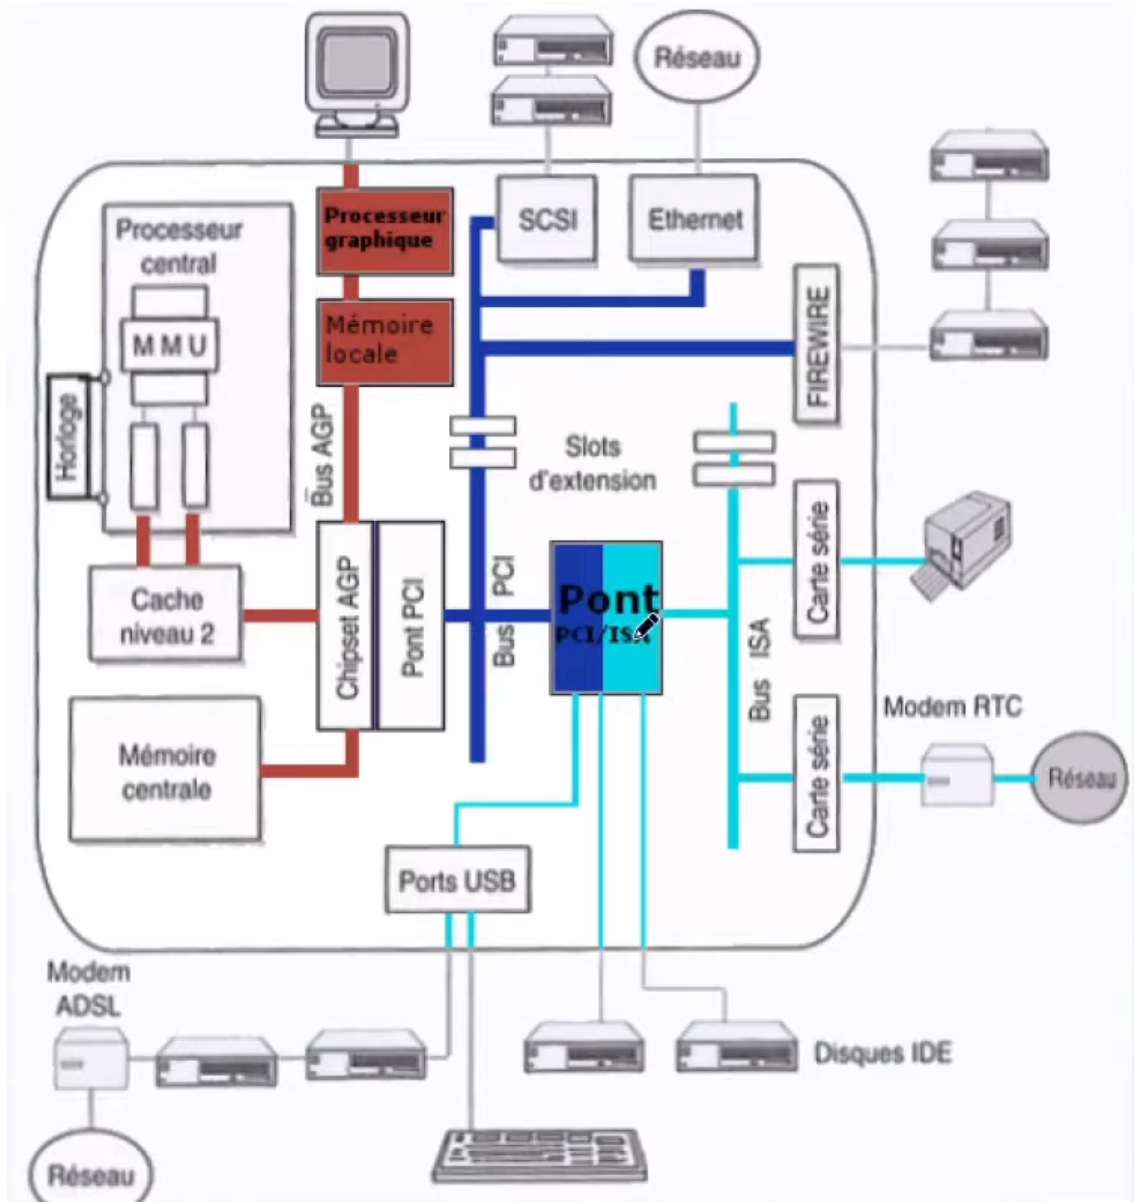 Réseau
Processeur
graphique
SCSI
Ethernet
Processeur
central
MMU
Mémoire
locale
FIREWIRE
Horloge
Bus AGP
Slots
d'extension
Cache
niveau 2
Chipset AGP
Pont PCI
Bus PCI
Pont
PCI/ISA
Bus ISA
Carte série
Mémoire
centrale
Carte série
Modem RTC
Réseau
Ports USB
Modem
ADSL
Disques IDE
Réseau